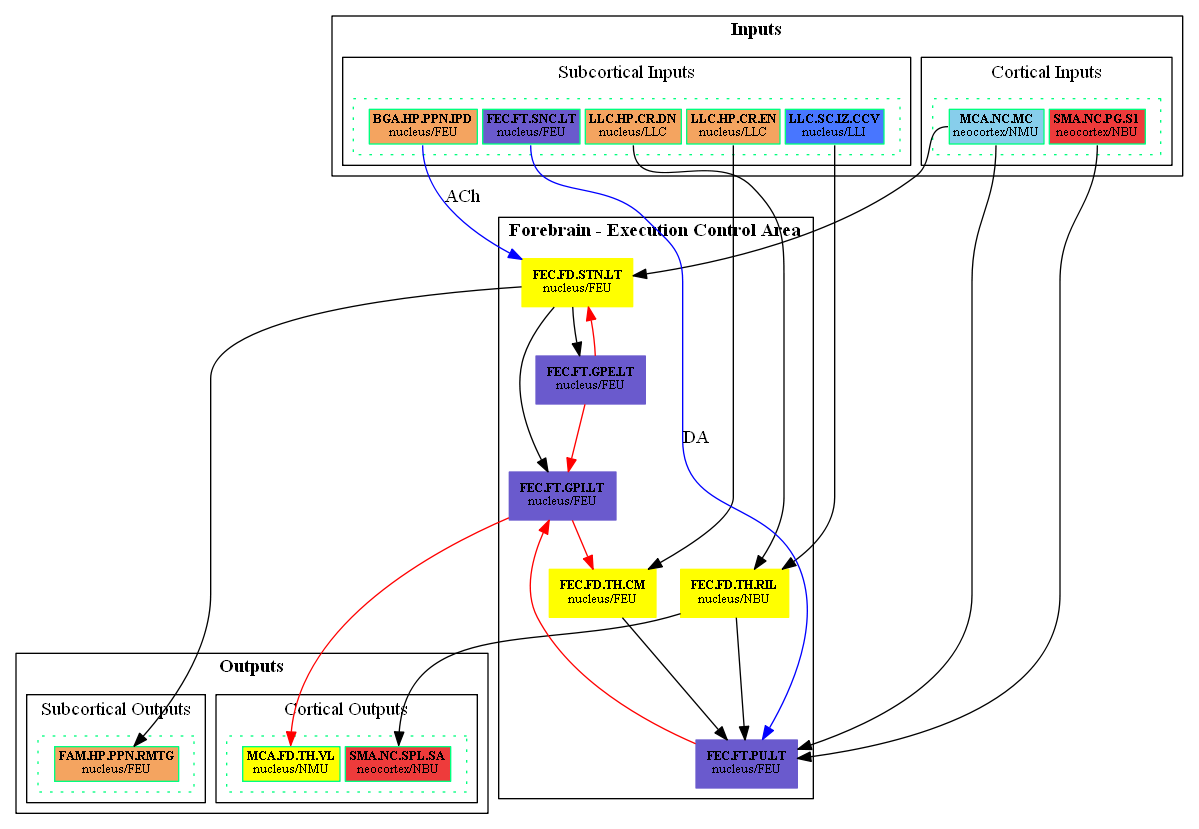 Inputs
Subcortical Inputs
Cortical Inputs
BGA.HP.PPN.IPD
nucleus/FEU
FEC.FT.SNC.LT
nucleus/FEU
LLC.HP.CR.DN
nucleus/LLC
LLC.HP.CR.EN
nucleus/LLC
LLC.SC.IZ.CCV
nucleus/LLI
MCA.NC.MC
neocortex/NMU
SMA.NC.PG.S1
neocortex/NBU
ACh
Forebrain - Execution Control Area
FEC.FD.STN.LT
nucleus/FEU
FEC.FT.GPE.LT
nucleus/FEU
DA
FEC.FT.GPI.LT
nucleus/FEU
FEC.FD.TH.CM
nucleus/FEU
FEC.FD.TH.RIL
nucleus/NBU
Outputs
Subcortical Outputs
Cortical Outputs
FAM.HP.PPN.RMTG
nucleus/FEU
MCA.FD.TH.VL
nucleus/NMU
SMA.NC.SPL.SA
neocortex/NBU
FEC.FT.PU.LT
nucleus/FEU